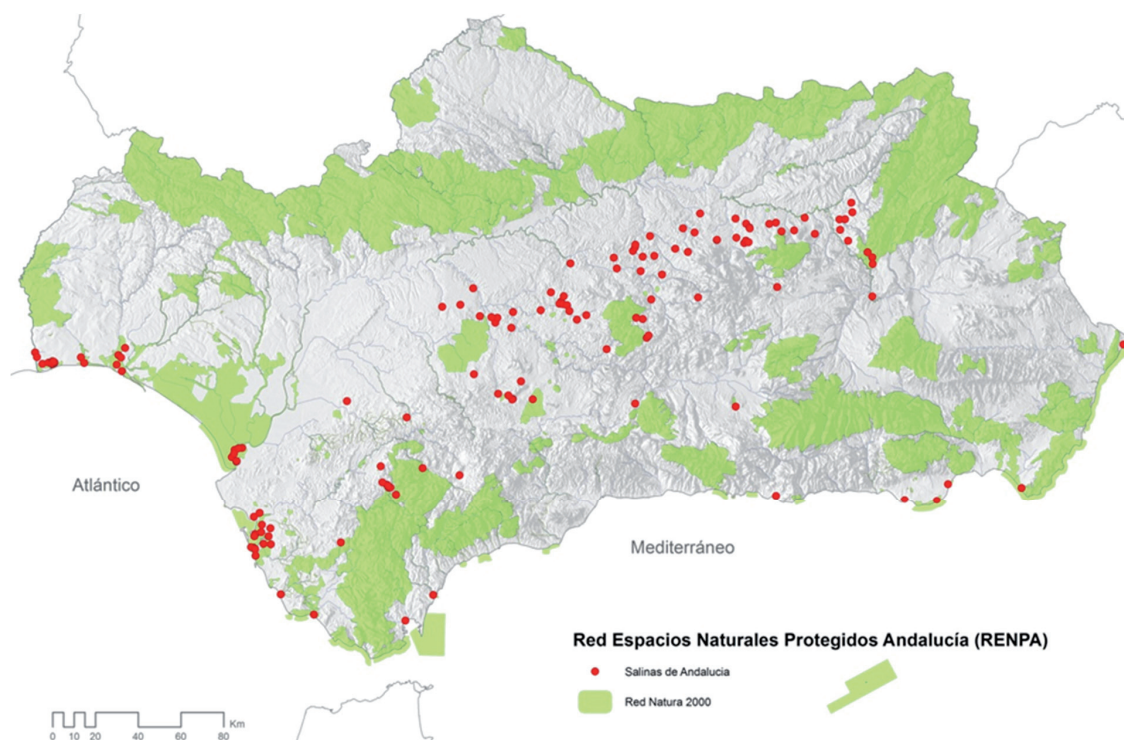 Atlántico
Mediterráneo
Red Espacios Naturales Protegidos Andalucía (RENPA)
Salinas de Andalucia
Red Natura 2000
Km
0 10 20 40 60 80